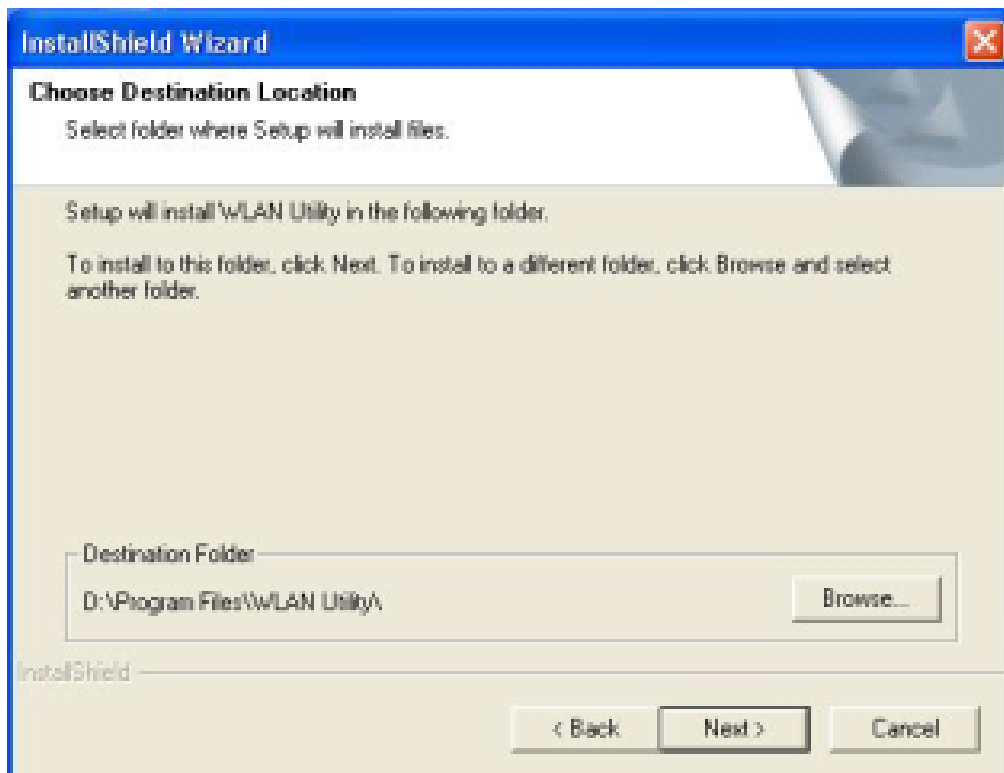 InstallShield Wizard
Choose Destination Location
Select folder where Setup will install files.
Setup will install WLAN Utility in the following folder.
To install to this folder, click Next. To install to a different folder, click Browse and select
another folder.
Destination Folder
D:\Program Files\WLAN Utility\
Browse...
InstallShield
< Back
Next >
Cancel